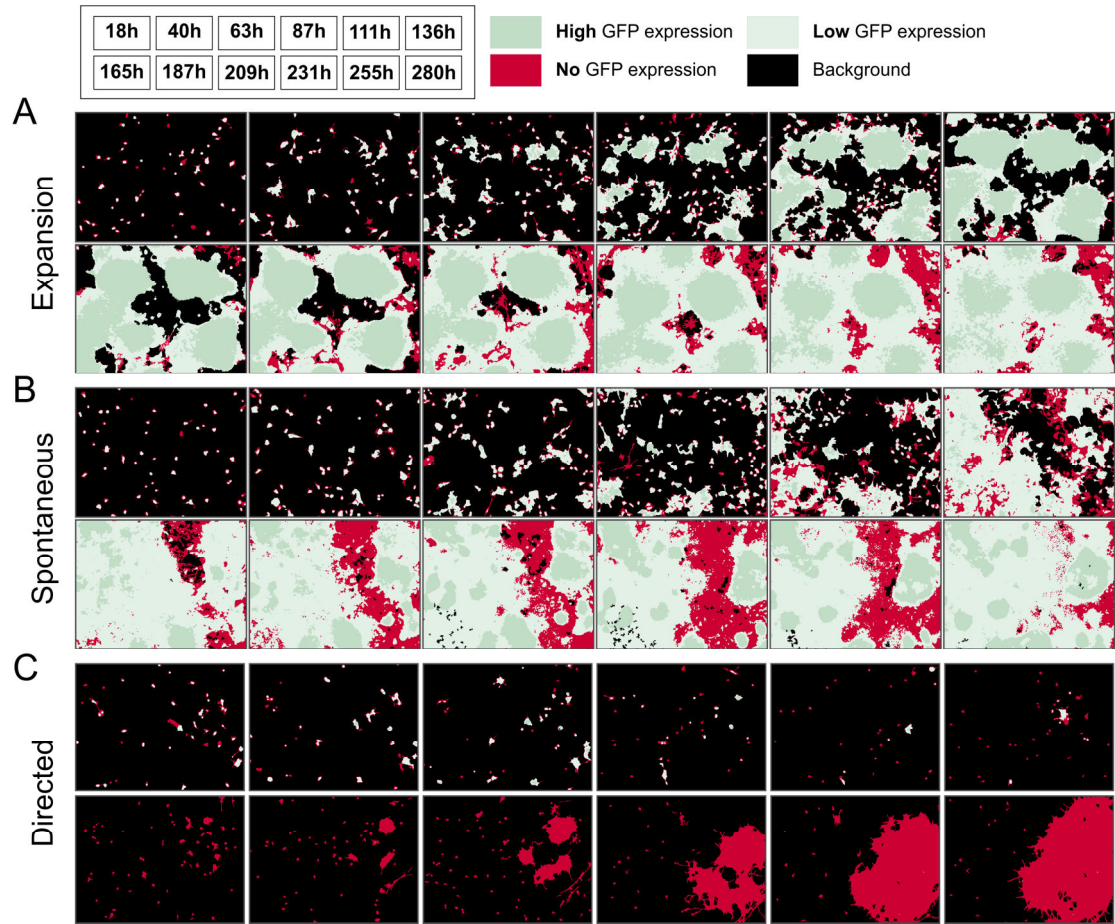 18h 40h 63h 87h 111h 136h
165h 187h 209h 231h 255h 280h
High GFP expression
Low GFP expression
No GFP expression
Background
A
Expansion
B
Spontaneous
C
Directed